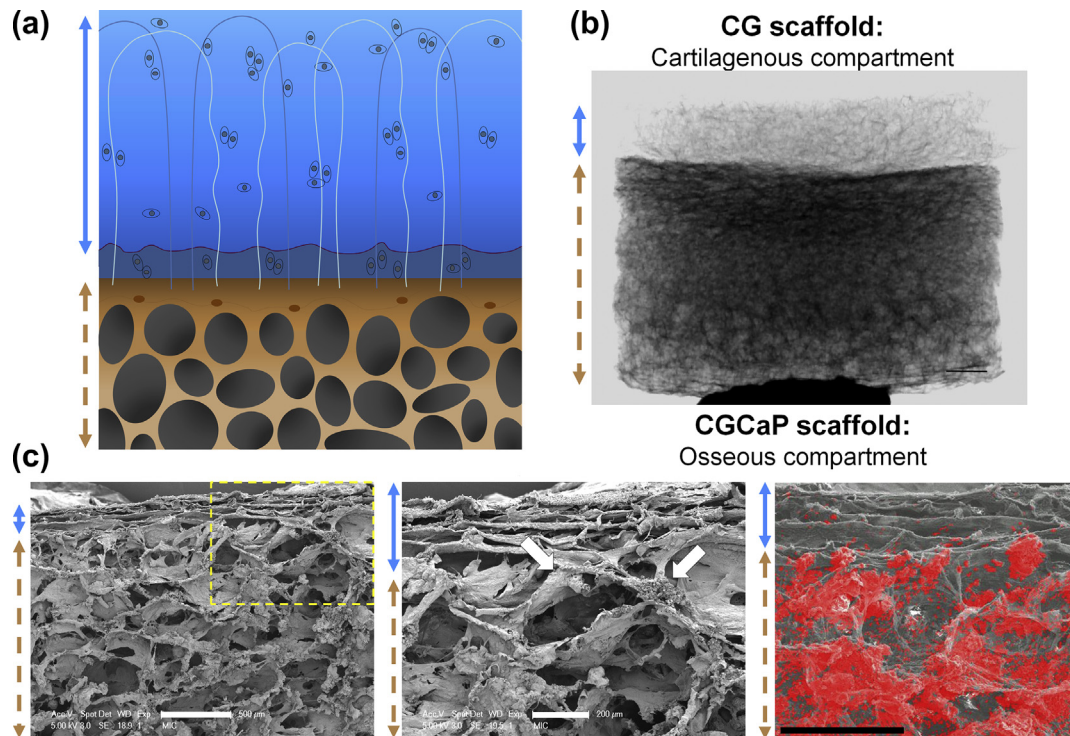 (a)
(b)
CG scaffold:
Cartilagenous compartment
CGCaP scaffold:
Osseous compartment
(c)
Acc.V Spot Det WD Exp
5.00 kV 3.0 SE 18.9 1 MIC
500 µm
Acc.V Spot Det WD Exp
5.00 kV 3.0 SE 19.5 1 MIC
200 µm